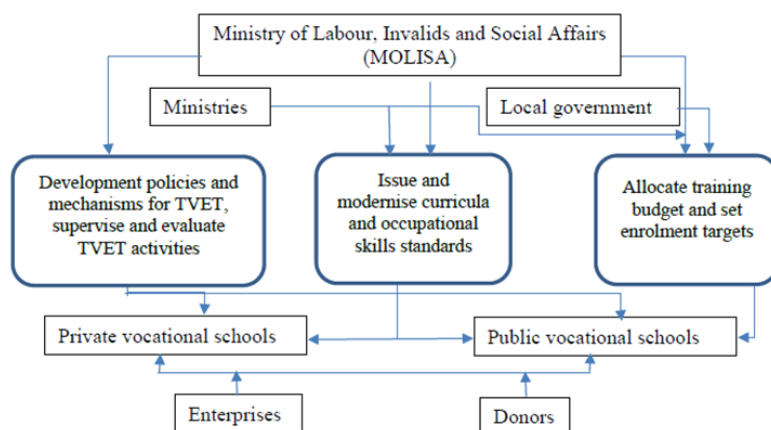 Ministry of Labour, Invalids and Social Affairs
(MOLISA)
Ministries
Local government
Development policies and
mechanisms for TVET,
supervise and evaluate
TVET activities
Issue and
modernise curricula
and occupational
skills standards
Allocate training
budget and set
enrolment targets
Private vocational schools
Public vocational schools
Enterprises
Donors